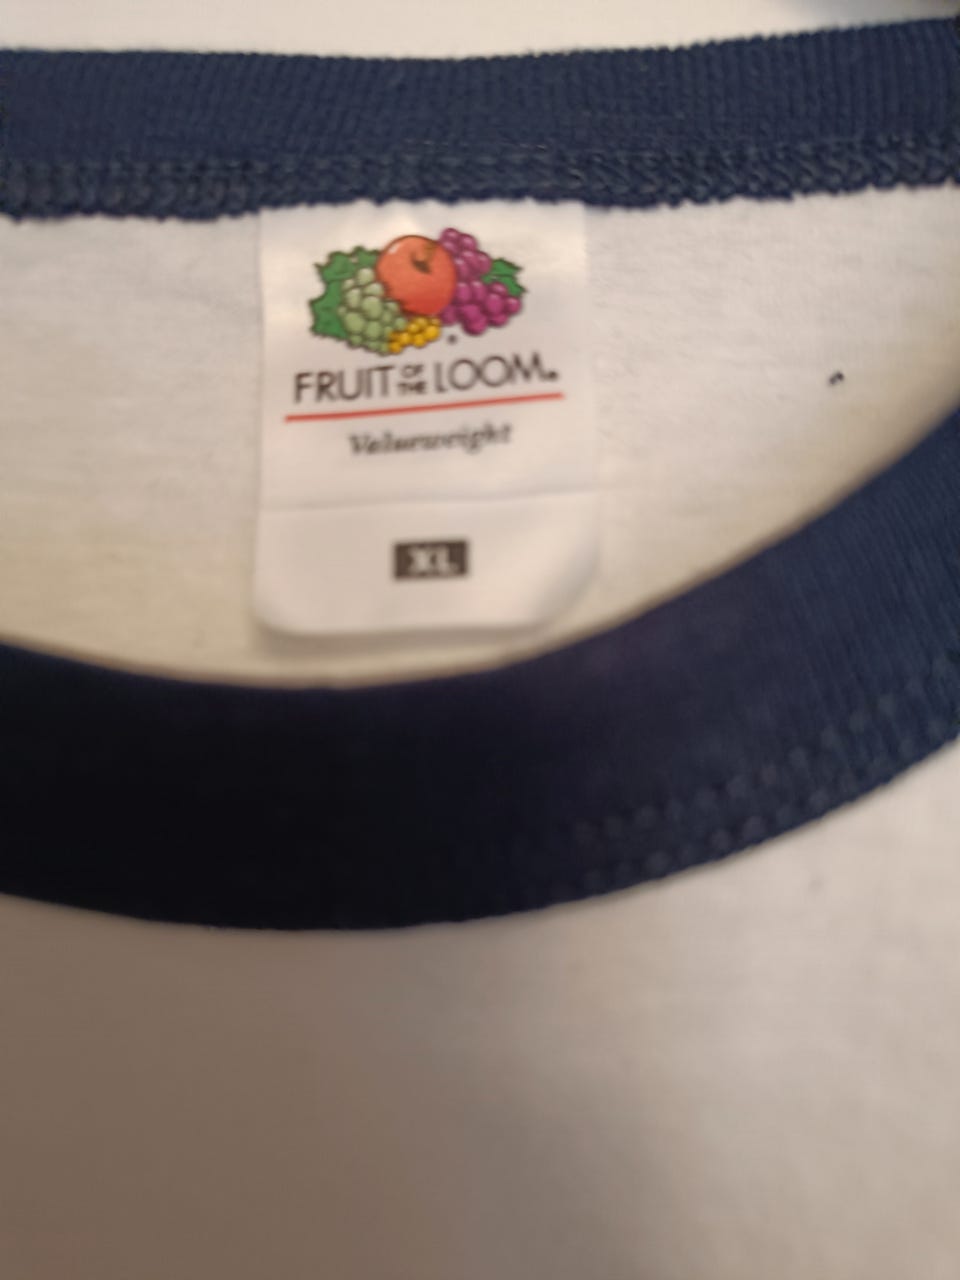 FRUIT OF THE LOOM®
Valueweight
XL